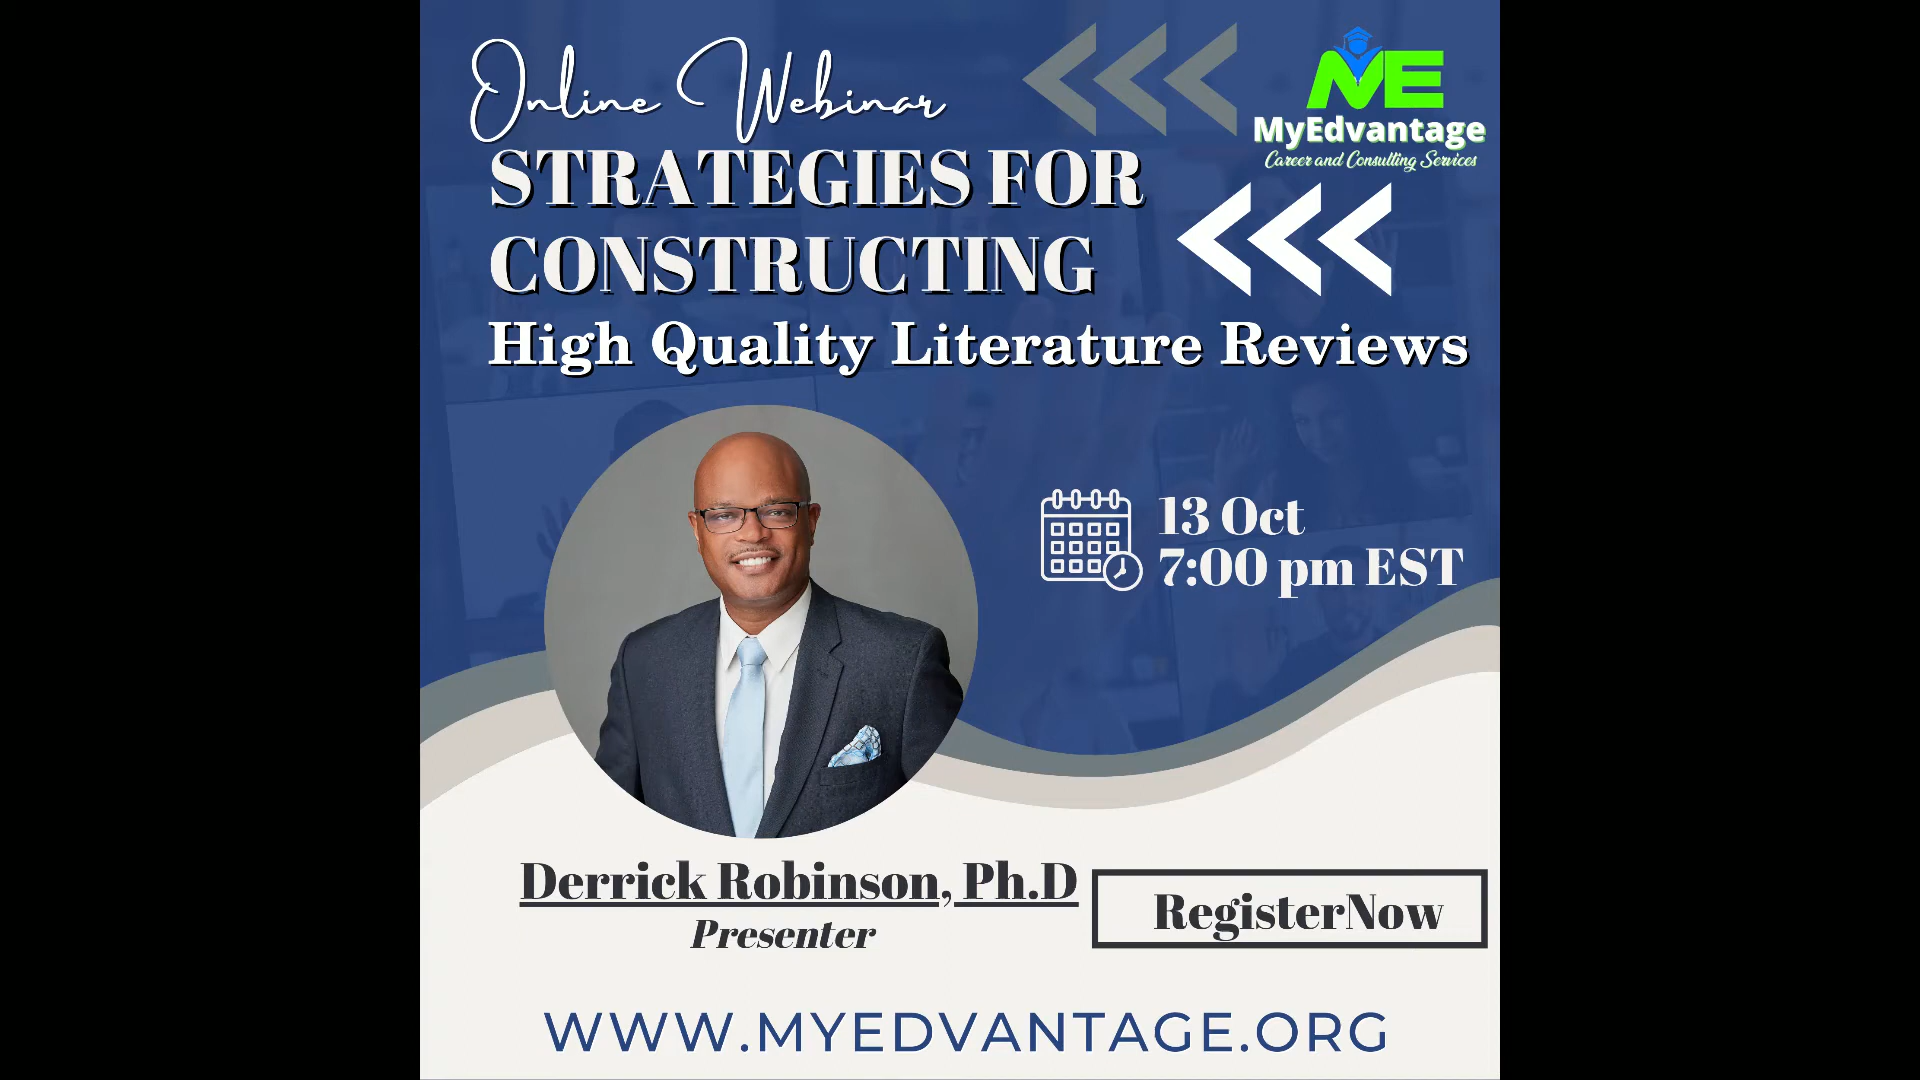 Online Webinar
ME
MyEdvantage
Career and Consulting Services
STRATEGIES FOR
CONSTRUCTING
High Quality Literature Reviews
13 Oct
7:00 pm EST
Derrick Robinson, Ph.D
Presenter
RegisterNow
WWW.MYEDVANTAGE.ORG